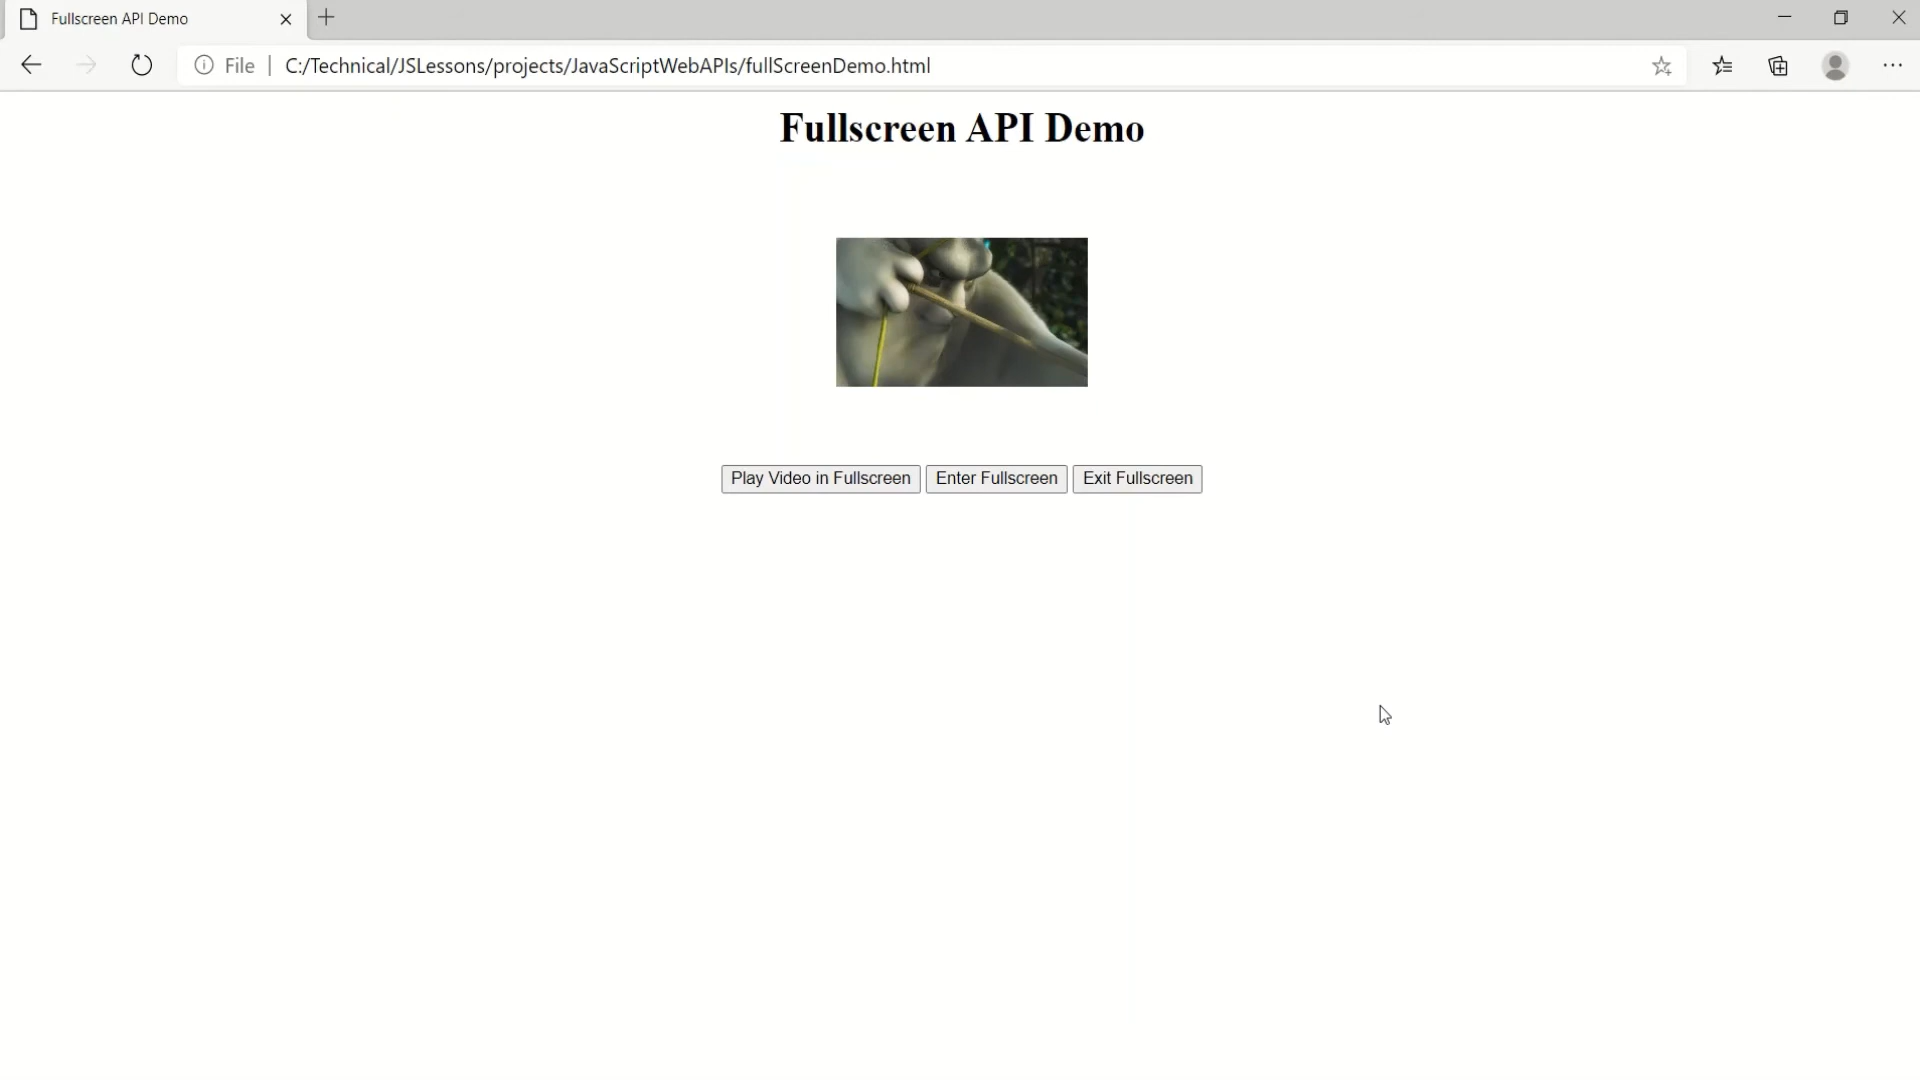 Fullscreen API Demo
File | C:/Technical/JSLessons/projects/JavaScriptWebAPIs/fullScreenDemo.html
Fullscreen API Demo
Play Video in Fullscreen Enter Fullscreen Exit Fullscreen